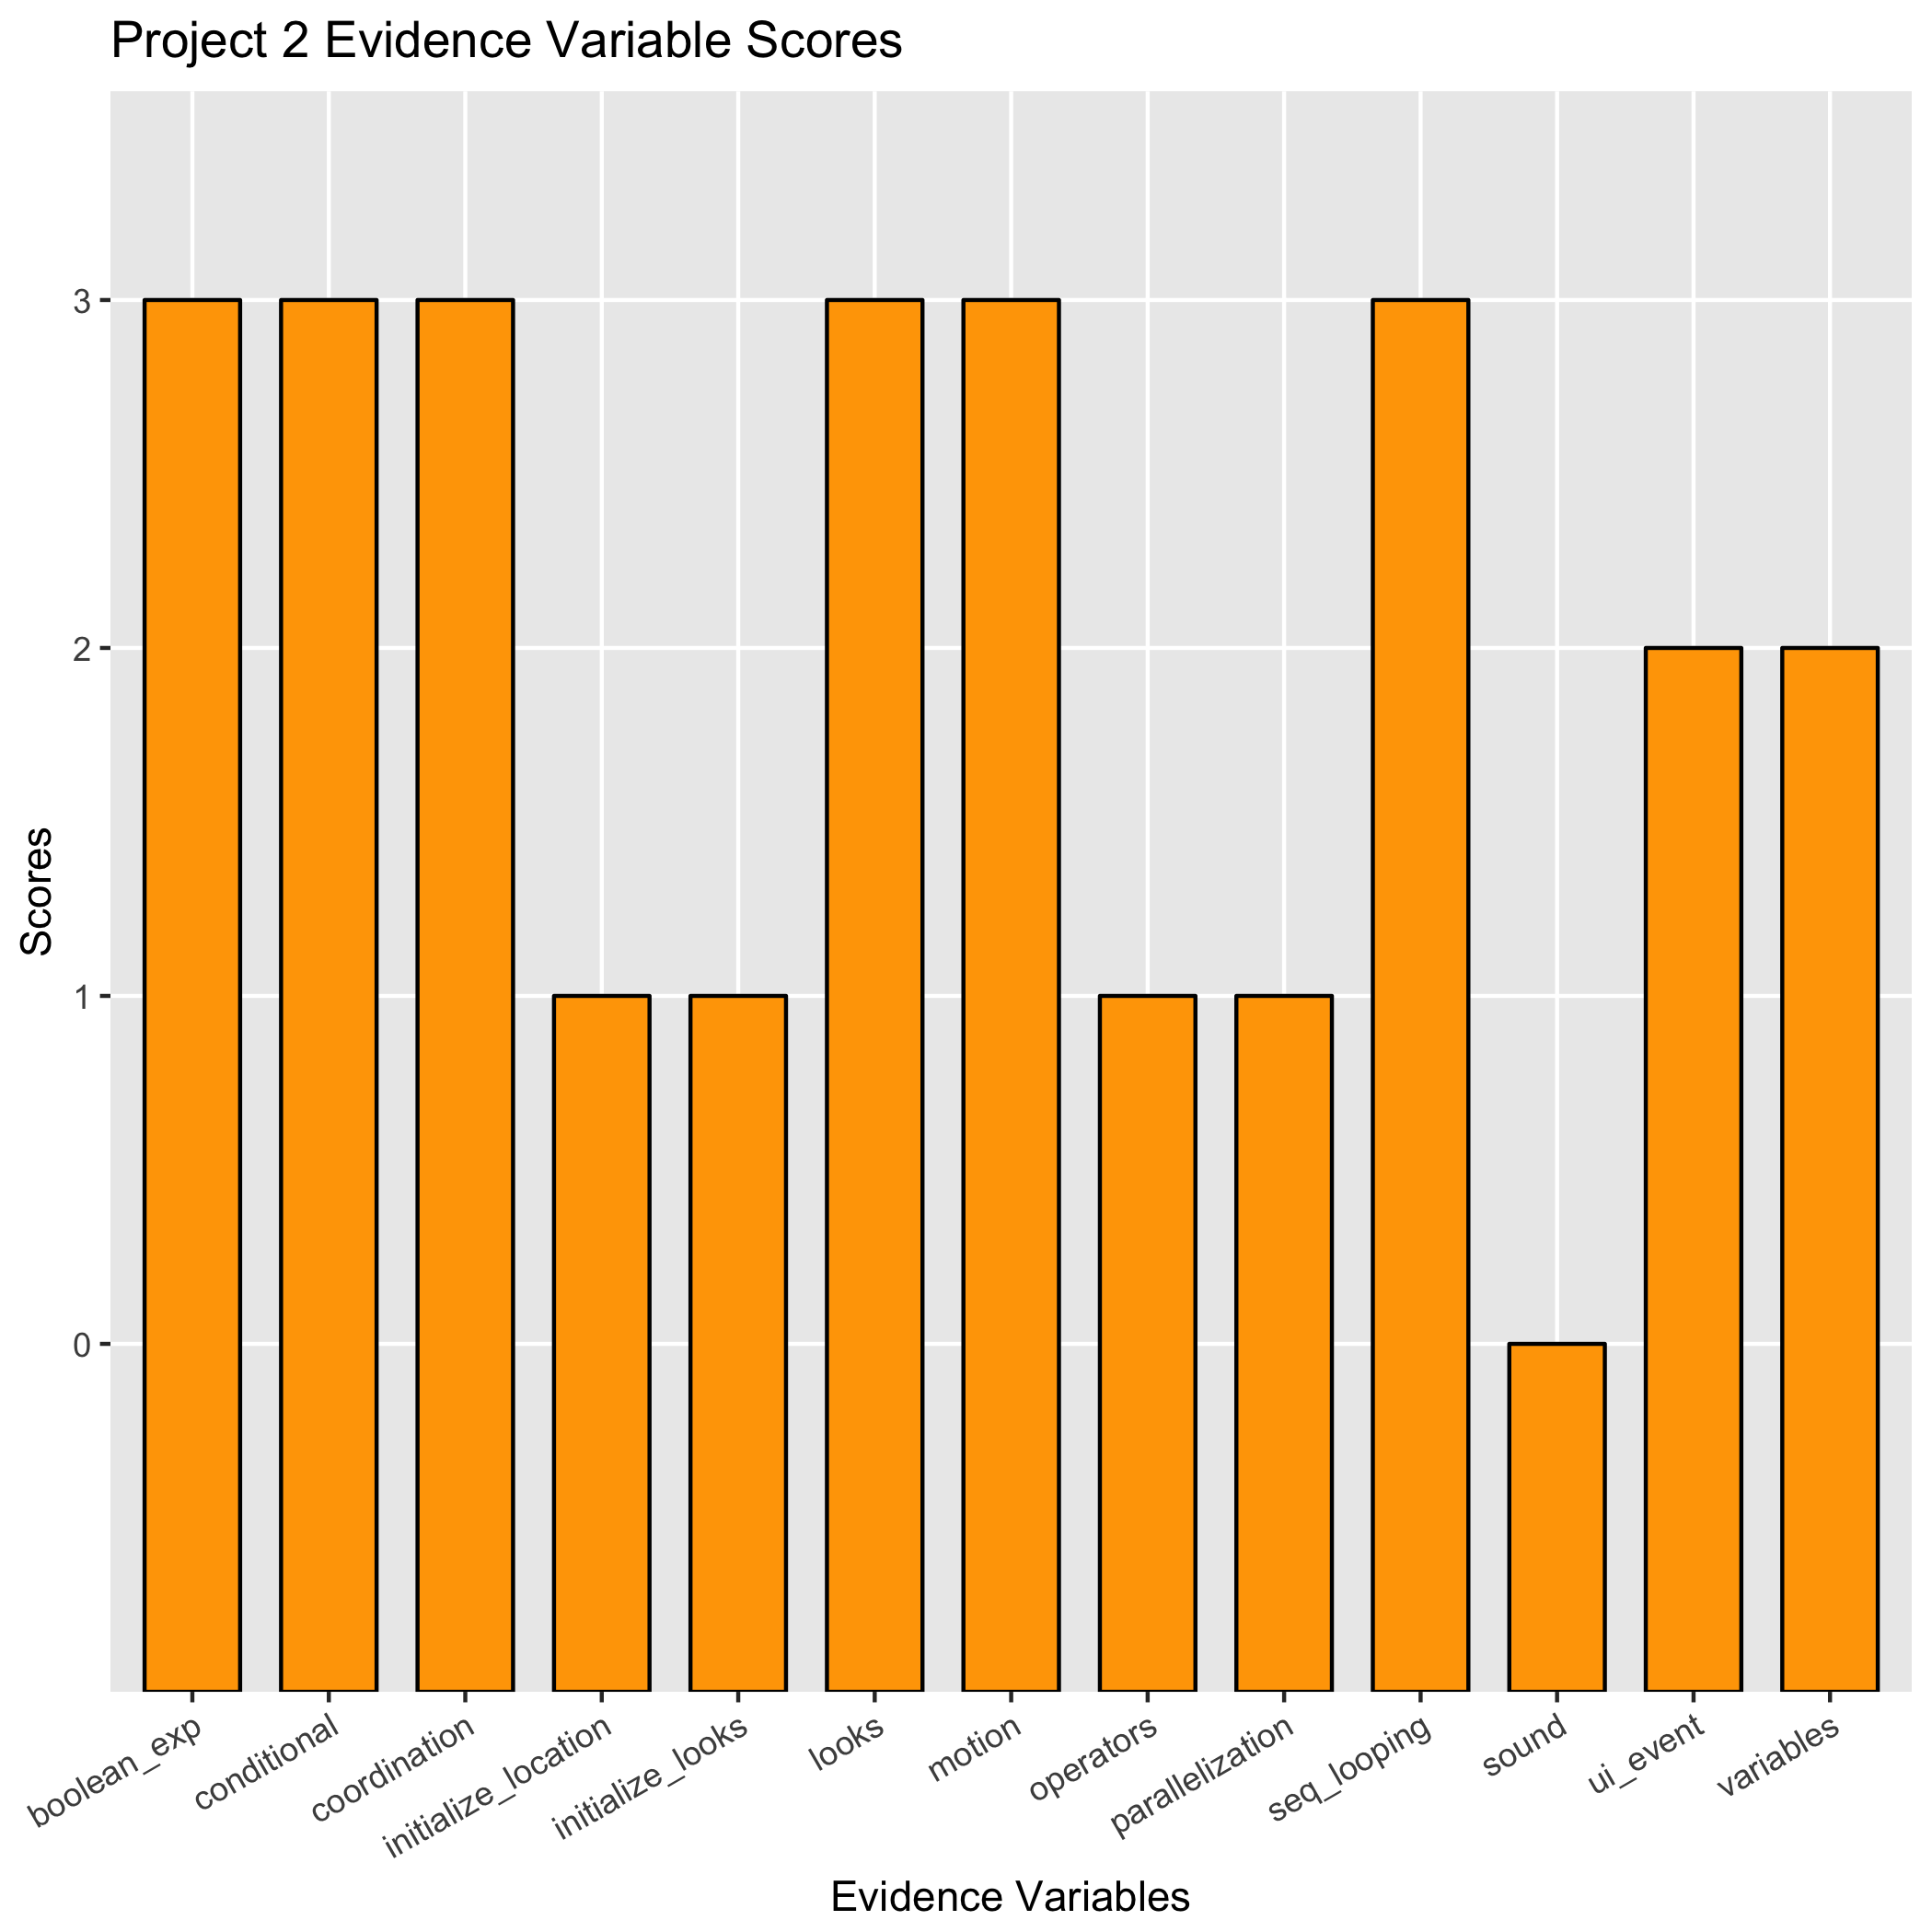 Project 2 Evidence Variable Scores
Scores
3
2
1
0
boolean_exp
conditional
coordination
initialize_location
initialize_looks
looks
motion
operators
parallelization
seq_looping
sound
ui_event
variables
Evidence Variables